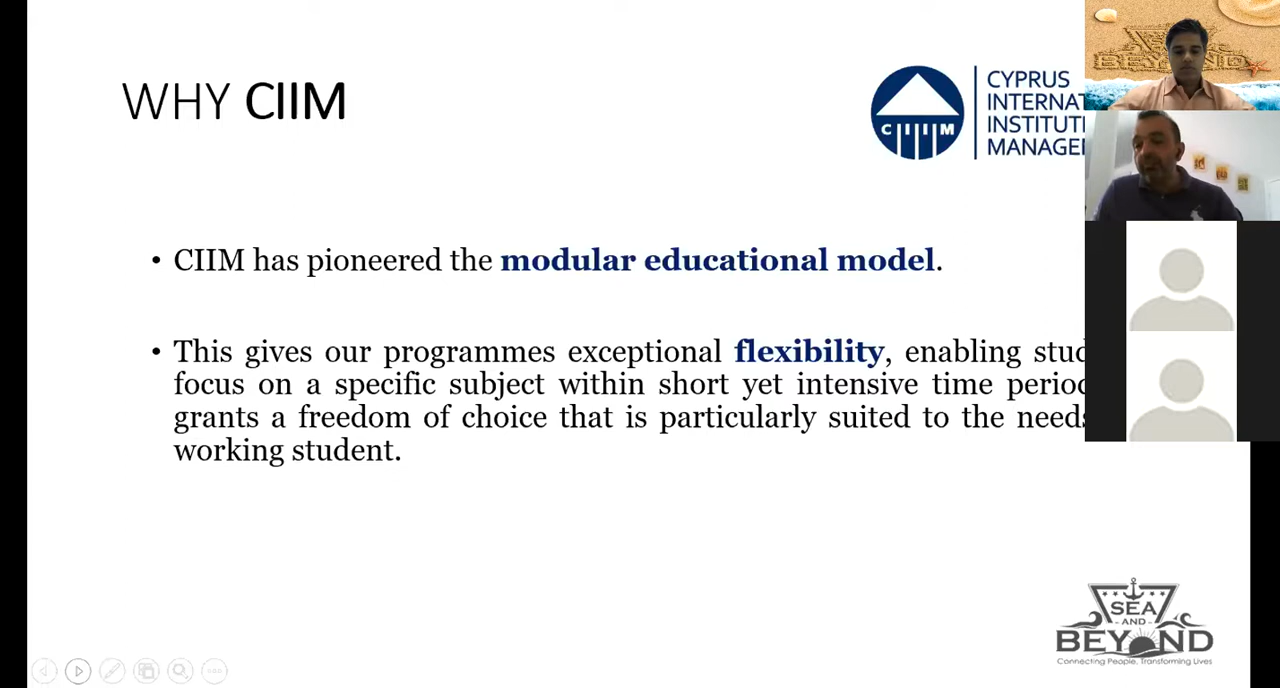 WHY CIIM
CIIM
CYPRUS
INTERNAT
INSTITUT
MANAGE
BEYOND
• CIIM has pioneered the modular educational model.
• This gives our programmes exceptional flexibility, enabling stud
focus on a specific subject within short yet intensive time period
grants a freedom of choice that is particularly suited to the needs
working student.
SEA
AND
BEYOND
Connecting People, Transforming Lives